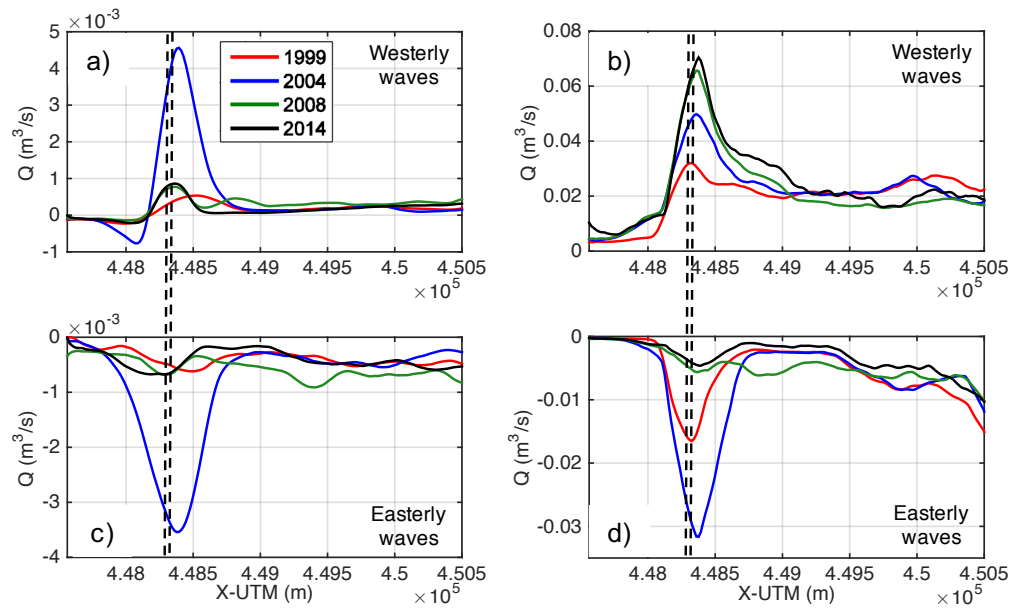 ×10⁻³
a)
Westerly
waves
1999
2004
2008
2014
Q (m³/s)
5
4
3
2
1
0
-1
4.48 4.485 4.49 4.495 4.5 4.505
×10⁵
b)
Westerly
waves
Q (m³/s)
0.08
0.06
0.04
0.02
0
4.48 4.485 4.49 4.495 4.5 4.505
×10⁵
×10⁻³
c)
Easterly
waves
Q (m³/s)
0
-1
-2
-3
-4
4.48 4.485 4.49 4.495 4.5 4.505
X-UTM (m)
×10⁵
d)
Easterly
waves
Q (m³/s)
0
-0.01
-0.02
-0.03
4.48 4.485 4.49 4.495 4.5 4.505
X-UTM (m)
×10⁵